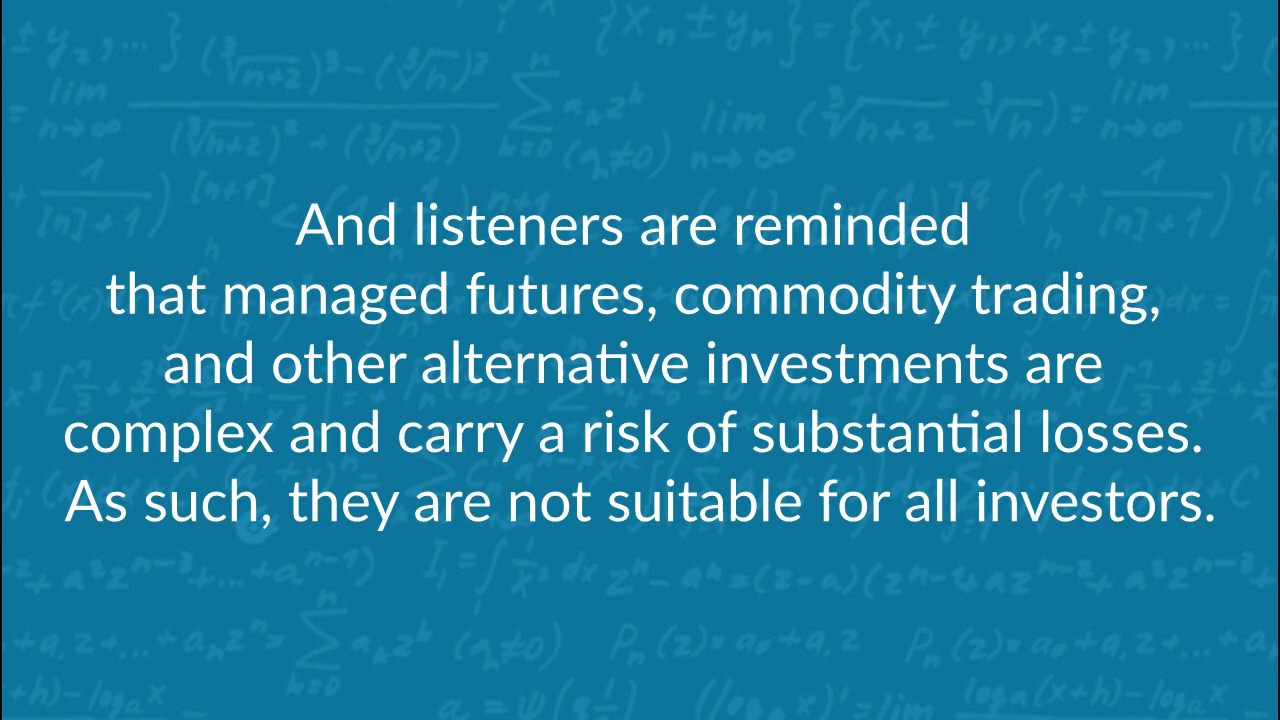 And listeners are reminded
that managed futures, commodity trading,
and other alternative investments are
complex and carry a risk of substantial losses.
As such, they are not suitable for all investors.